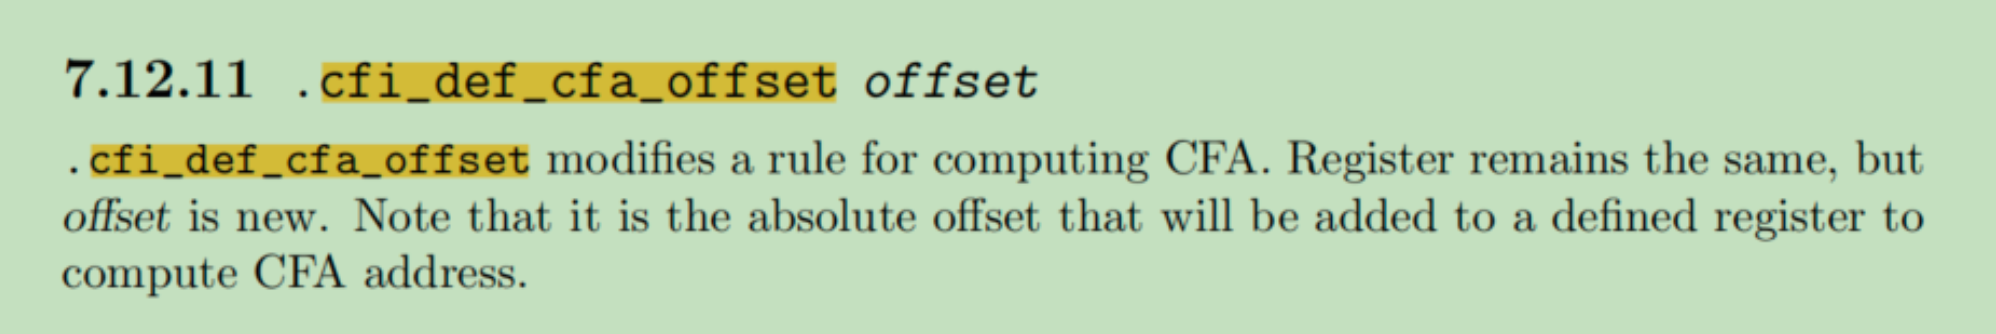 7.12.11 .cfi_def_cfa_offset offset
.cfi_def_cfa_offset modifies a rule for computing CFA. Register remains the same, but
offset is new. Note that it is the absolute offset that will be added to a defined register to
compute CFA address.